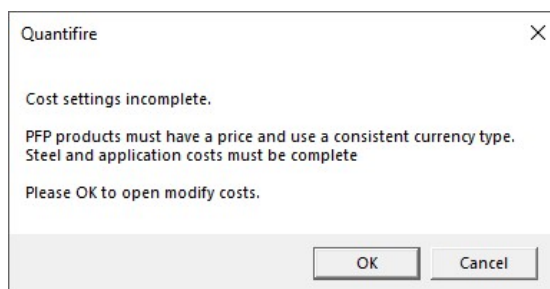 Quantifire
Cost settings incomplete.
PFP products must have a price and use a consistent currency type.
Steel and application costs must be complete
Please OK to open modify costs.
OK
Cancel